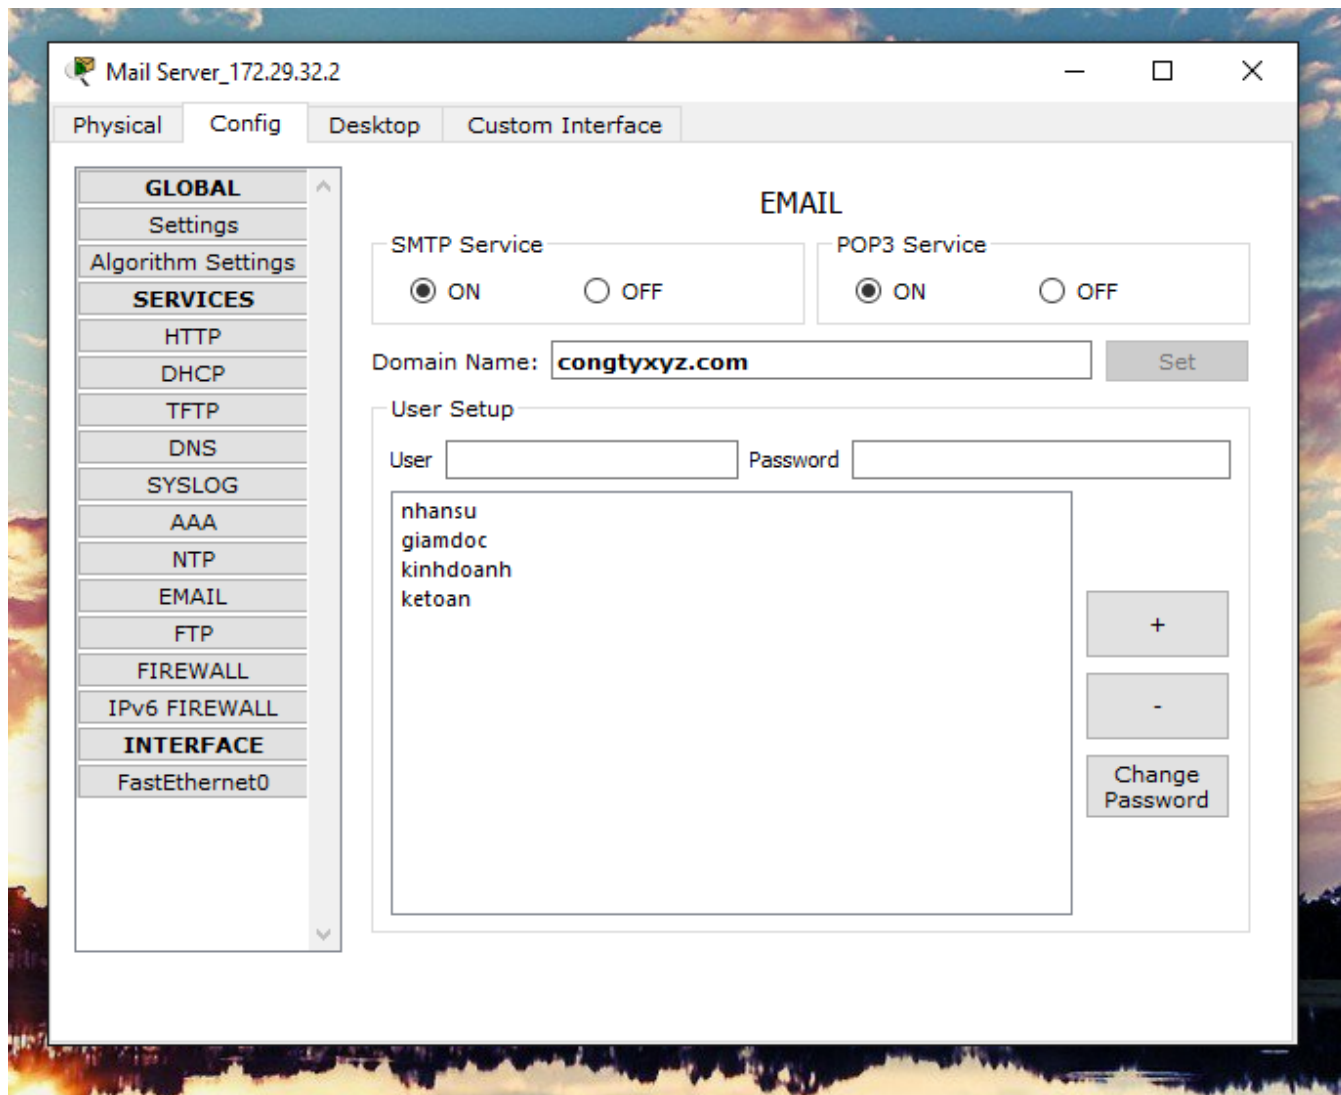 Mail Server_172.29.32.2
Physical Config Desktop Custom Interface
GLOBAL
Settings
Algorithm Settings
SERVICES
HTTP
DHCP
TFTP
DNS
SYSLOG
AAA
NTP
EMAIL
FTP
FIREWALL
IPv6 FIREWALL
INTERFACE
FastEthernet0
EMAIL
SMTP Service POP3 Service
ON OFF ON OFF
Domain Name: congtyxyz.com Set
User Setup
User Password
nhansu
giamdoc
kinhdoanh
ketoan
+
-
Change
Password